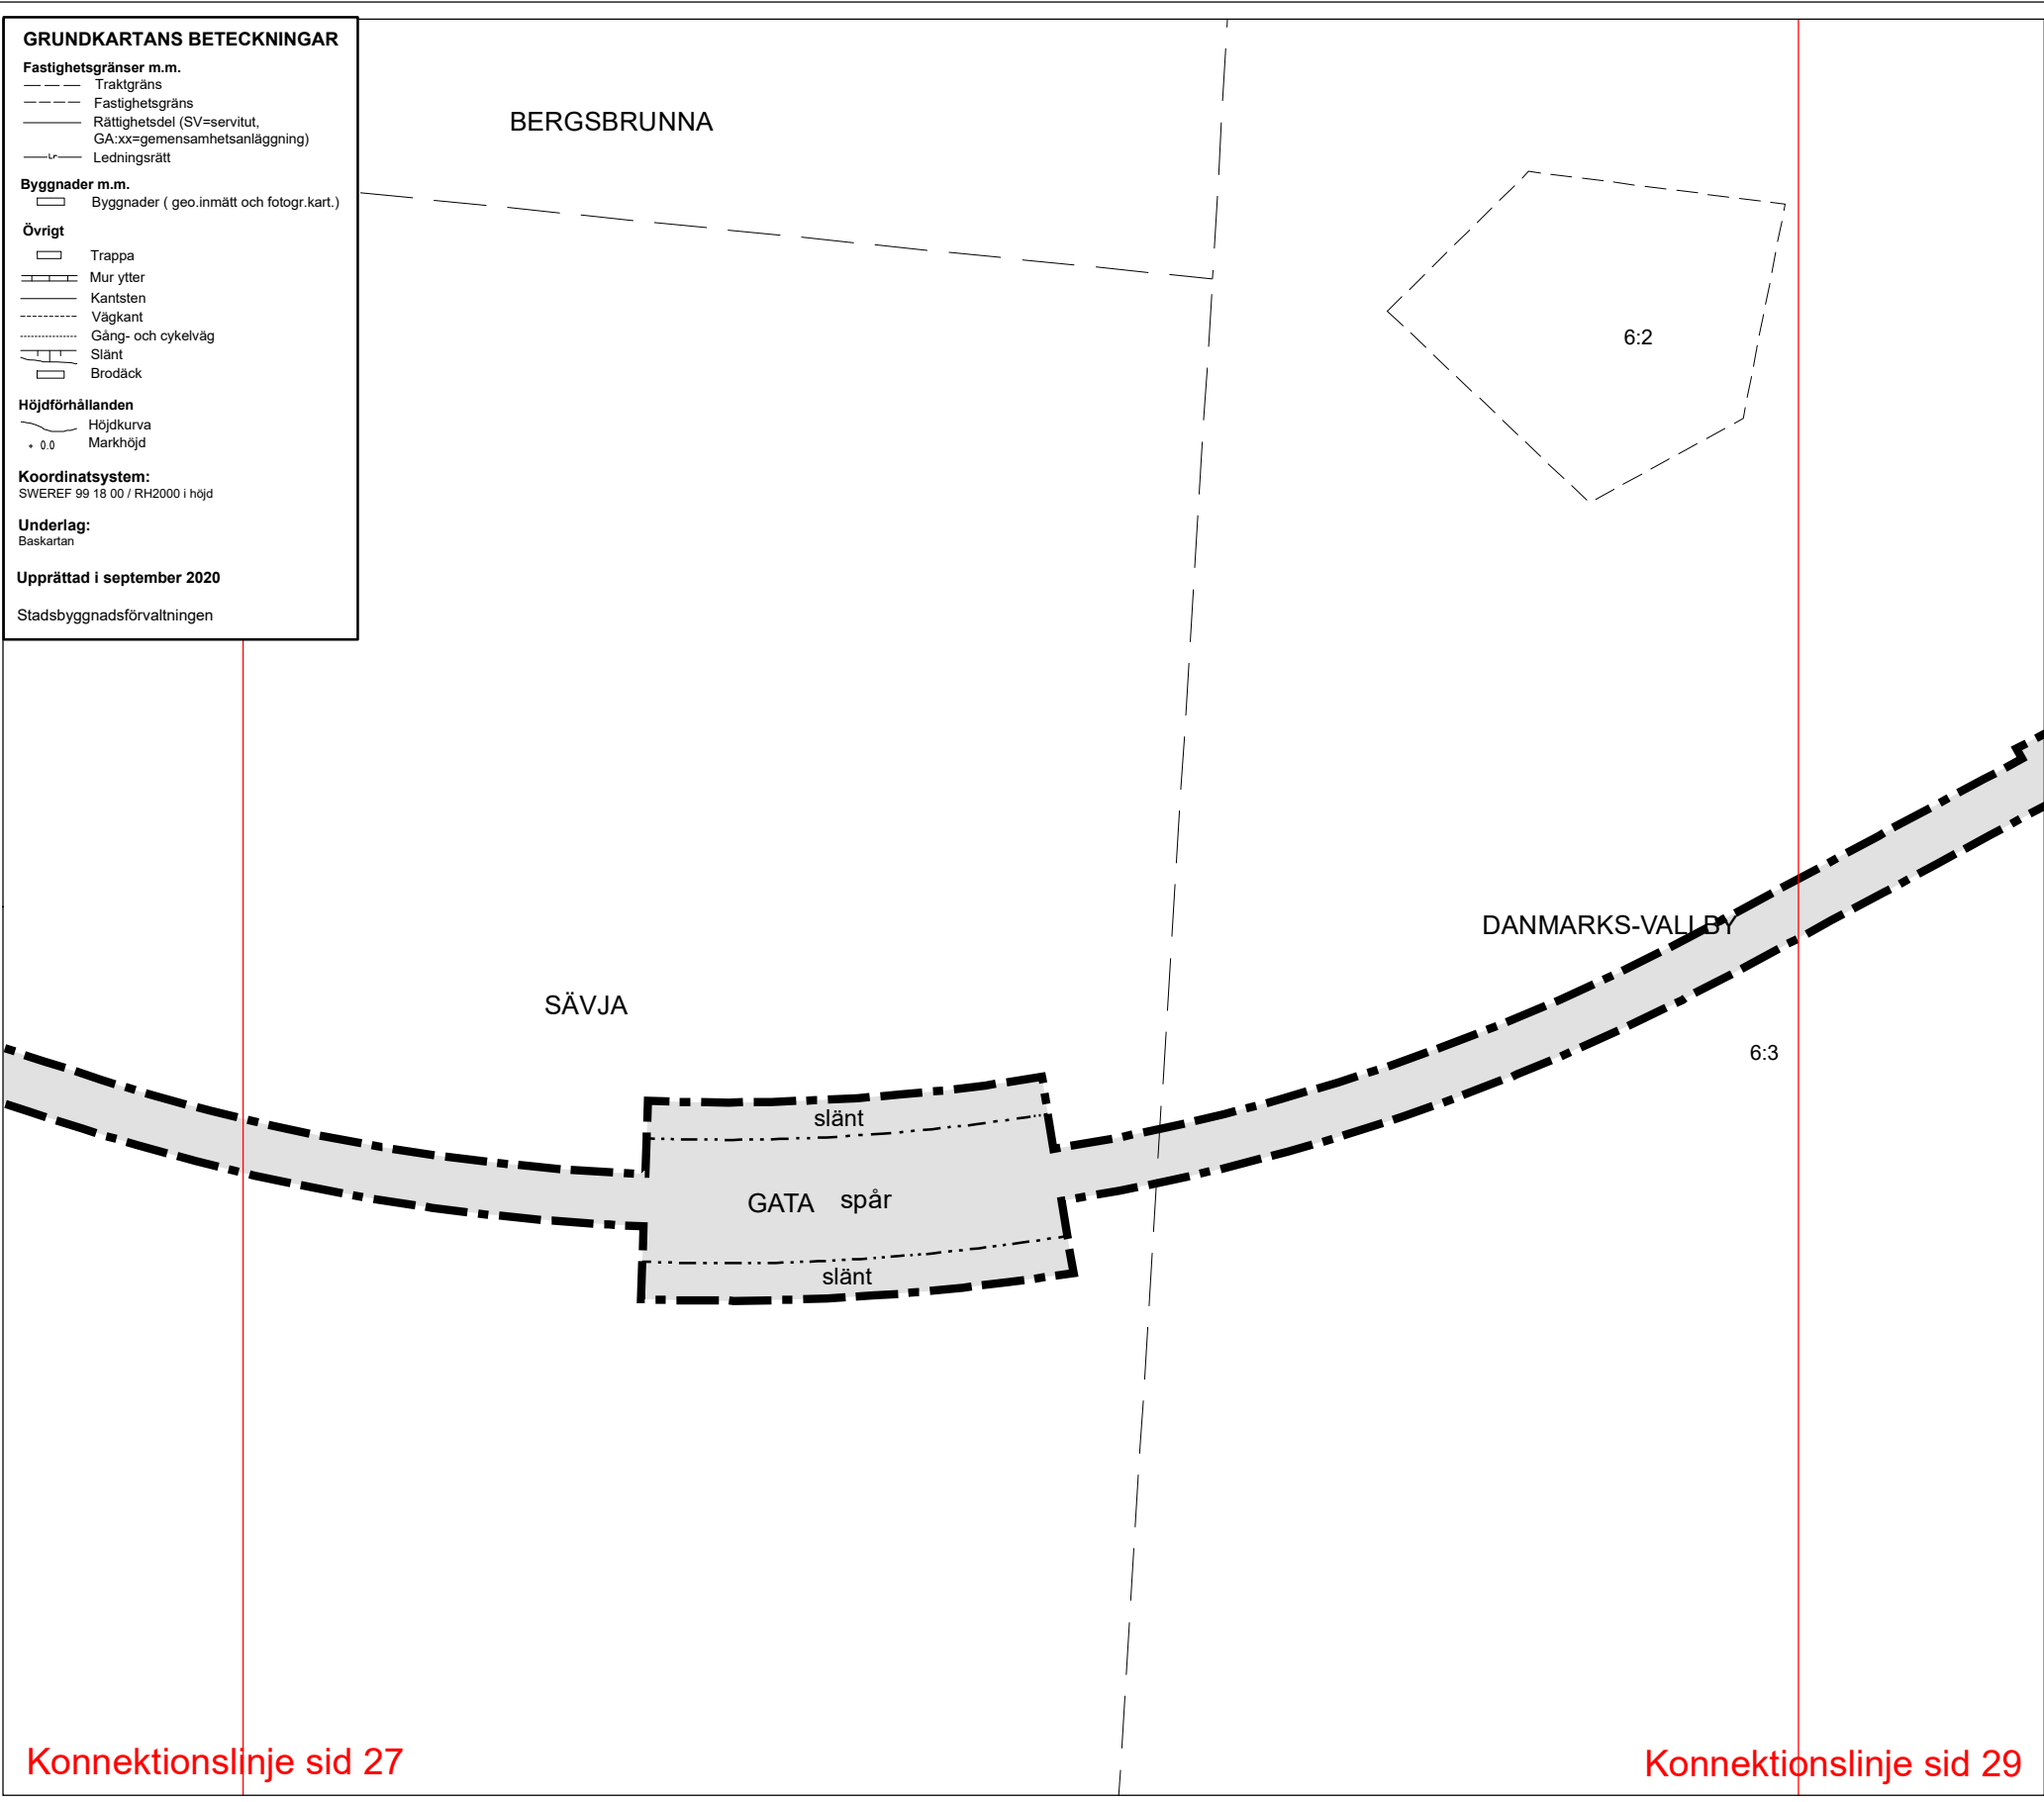 GRUNDKARTANS BETECKNINGAR
Fastighetsgränser m.m.
Traktgräns
Fastighetsgräns
Rättighetsdel (SV=servitut,
GA:xx=gemensamhetsanläggning)
Lr
Ledningsrätt
Byggnader m.m.
Byggnader ( geo.inmätt och fotogr.kart.)
Övrigt
Trappa
Mur ytter
Kantsten
Vägkant
Gång- och cykelväg
Slänt
Brodäck
Höjdförhållanden
Höjdkurva
+ 0.0 Markhöjd
Koordinatsystem:
SWEREF 99 18 00 / RH2000 i höjd
Underlag:
Baskartan
Upprättad i september 2020
Stadsbyggnadsförvaltningen
BERGSBRUNNA
6:2
DANMARKS-VALLBY
SÄVJA
6:3
slänt
GATA spår
slänt
Konnektionslinje sid 27
Konnektionslinje sid 29